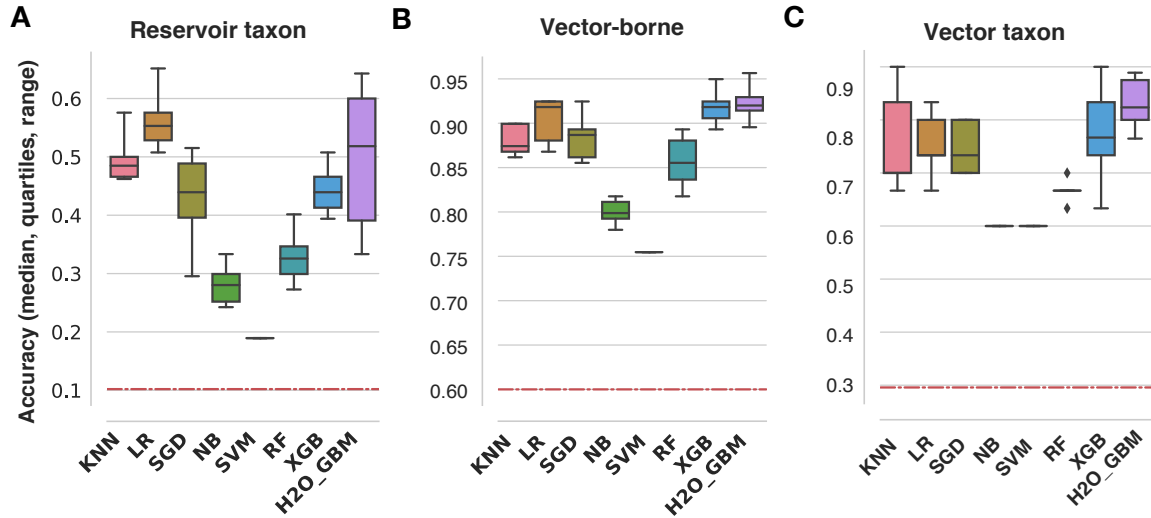 A
Reservoir taxon
Accuracy (median, quartiles, range)
0.6
0.5
0.4
0.3
0.2
0.1
KNN
LR
SGD
NB
SVM
RF
XGB
H2O_GBM
B
Vector-borne
0.95
0.90
0.85
0.80
0.75
0.70
0.65
0.60
KNN
LR
SGD
NB
SVM
RF
XGB
H2O_GBM
C
Vector taxon
0.9
0.8
0.7
0.6
0.5
0.4
0.3
KNN
LR
SGD
NB
SVM
RF
XGB
H2O_GBM